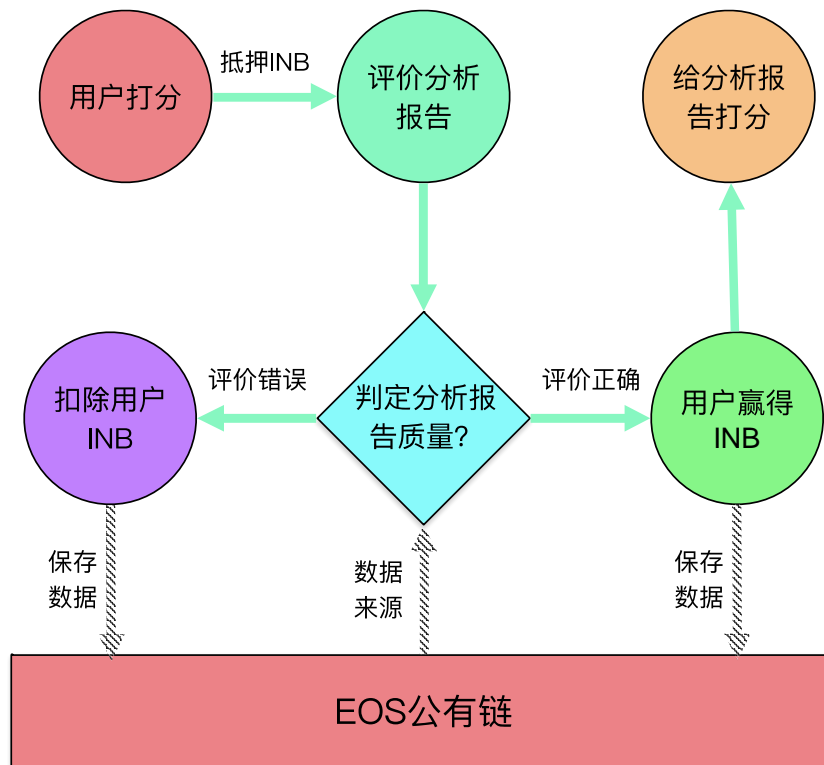 用户打分
抵押INB
评价分析
报告
给分析报
告打分
扣除用户
INB
评价错误
判定分析报
告质量?
评价正确
用户赢得
INB
保存
数据
数据
来源
保存
数据
EOS公有链